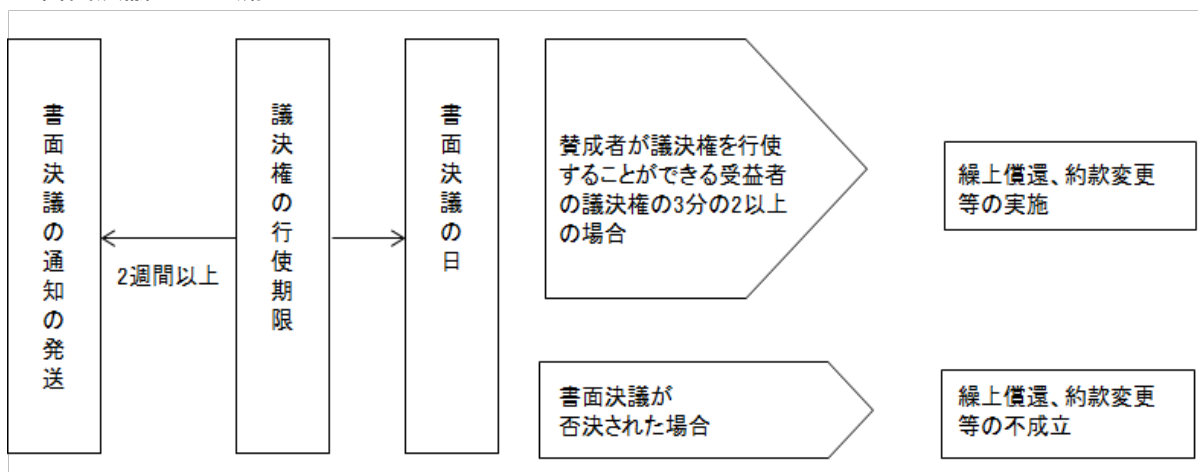 書面決議の通知の発送
2週間以上
議決権の行使期限
書面決議の日
賛成者が議決権を行使
することができる受益者
の議決権の3分の2以上
の場合
繰上償還、約款変更
等の実施
書面決議が
否決された場合
繰上償還、約款変更
等の不成立